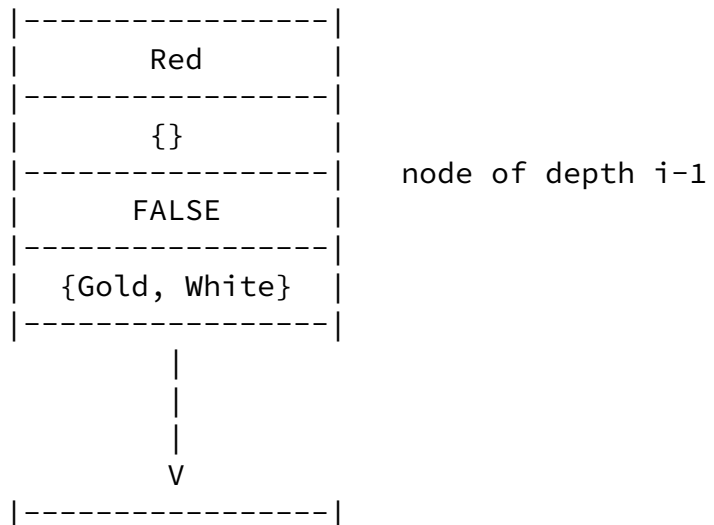 |-----------------|
|       Red       |
|-----------------|
|       {}        |
|-----------------|   node of depth i-1
|      FALSE      |
|-----------------|
|  {Gold, White}  |
|-----------------|
         |
         |
         |
         V
|-----------------|